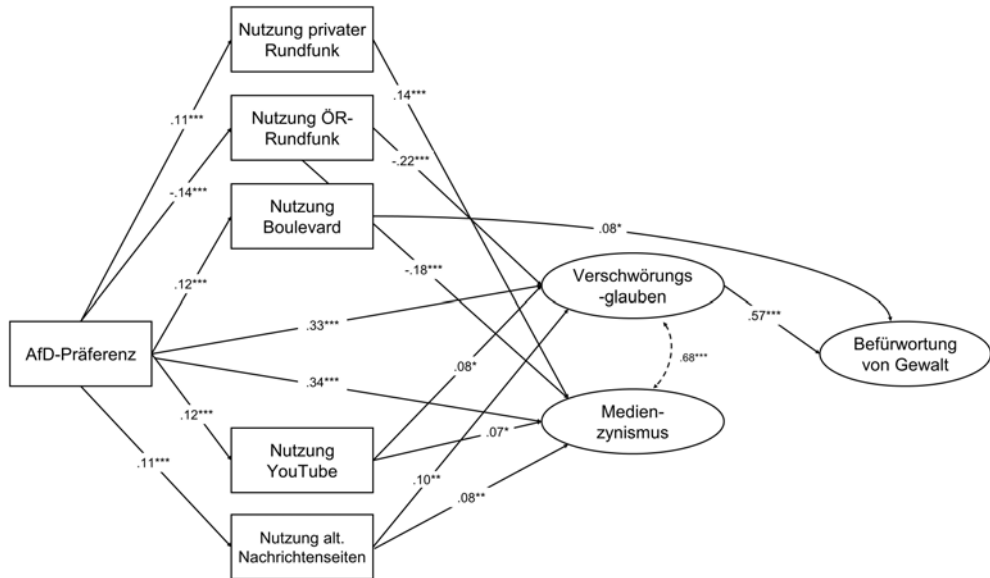 Nutzung privater
Rundfunk
.11***
.14***
Nutzung ÖR-
Rundfunk
-.14***
-.22***
Nutzung
Boulevard
.08*
-.18***
.12***
Verschwörungs
-glauben
.33***
.57***
AfD-Präferenz
Befürwortung
von Gewalt
.08*
.68***
.34***
Medien-
zynismus
.12***
.07*
Nutzung
YouTube
.11***
.10**
.08**
Nutzung alt.
Nachrichtenseiten